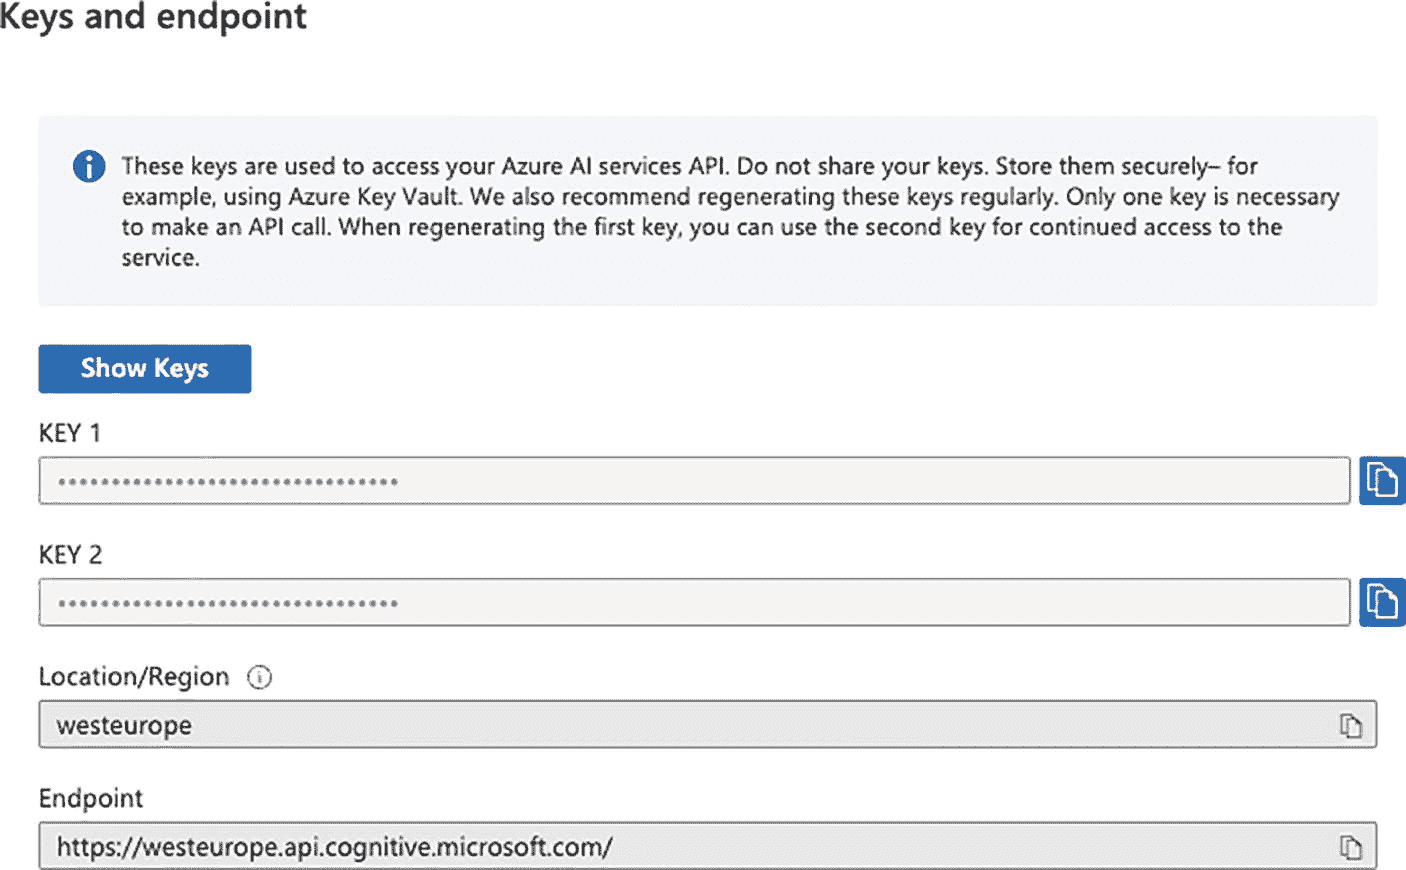 Keys and endpoint
These keys are used to access your Azure AI services API. Do not share your keys. Store them securely– for
example, using Azure Key Vault. We also recommend regenerating these keys regularly. Only one key is necessary
to make an API call. When regenerating the first key, you can use the second key for continued access to the
service.
Show Keys
KEY 1
••••••••••••••••••••••••••••••••
KEY 2
••••••••••••••••••••••••••••••••
Location/Region
westeurope
Endpoint
https://westeurope.api.cognitive.microsoft.com/